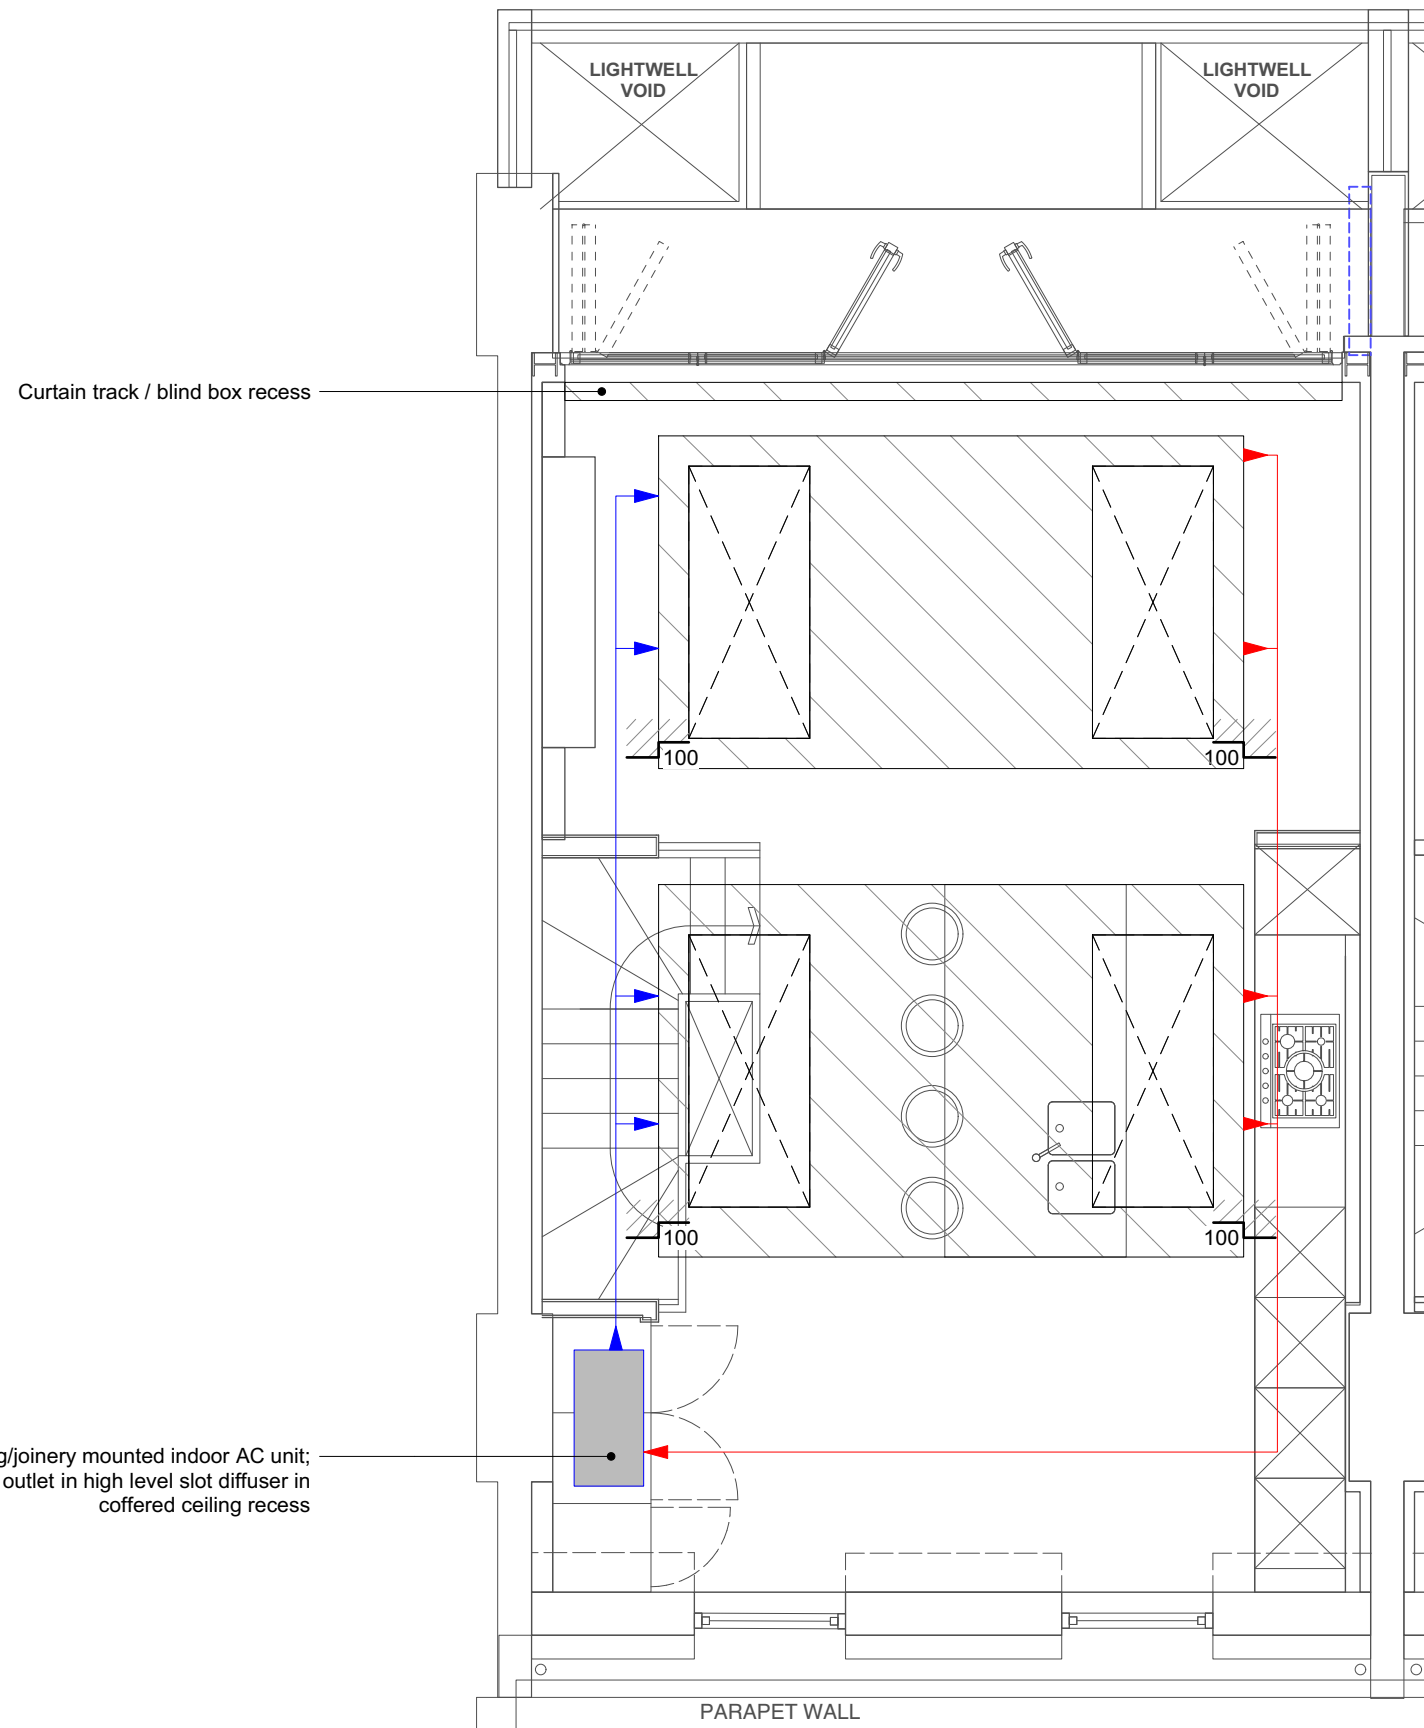 LIGHTWELL
VOID
LIGHTWELL
VOID
Curtain track / blind box recess
100
100
100
100
g/joinery mounted indoor AC unit;
outlet in high level slot diffuser in
coffered ceiling recess
PARAPET WALL